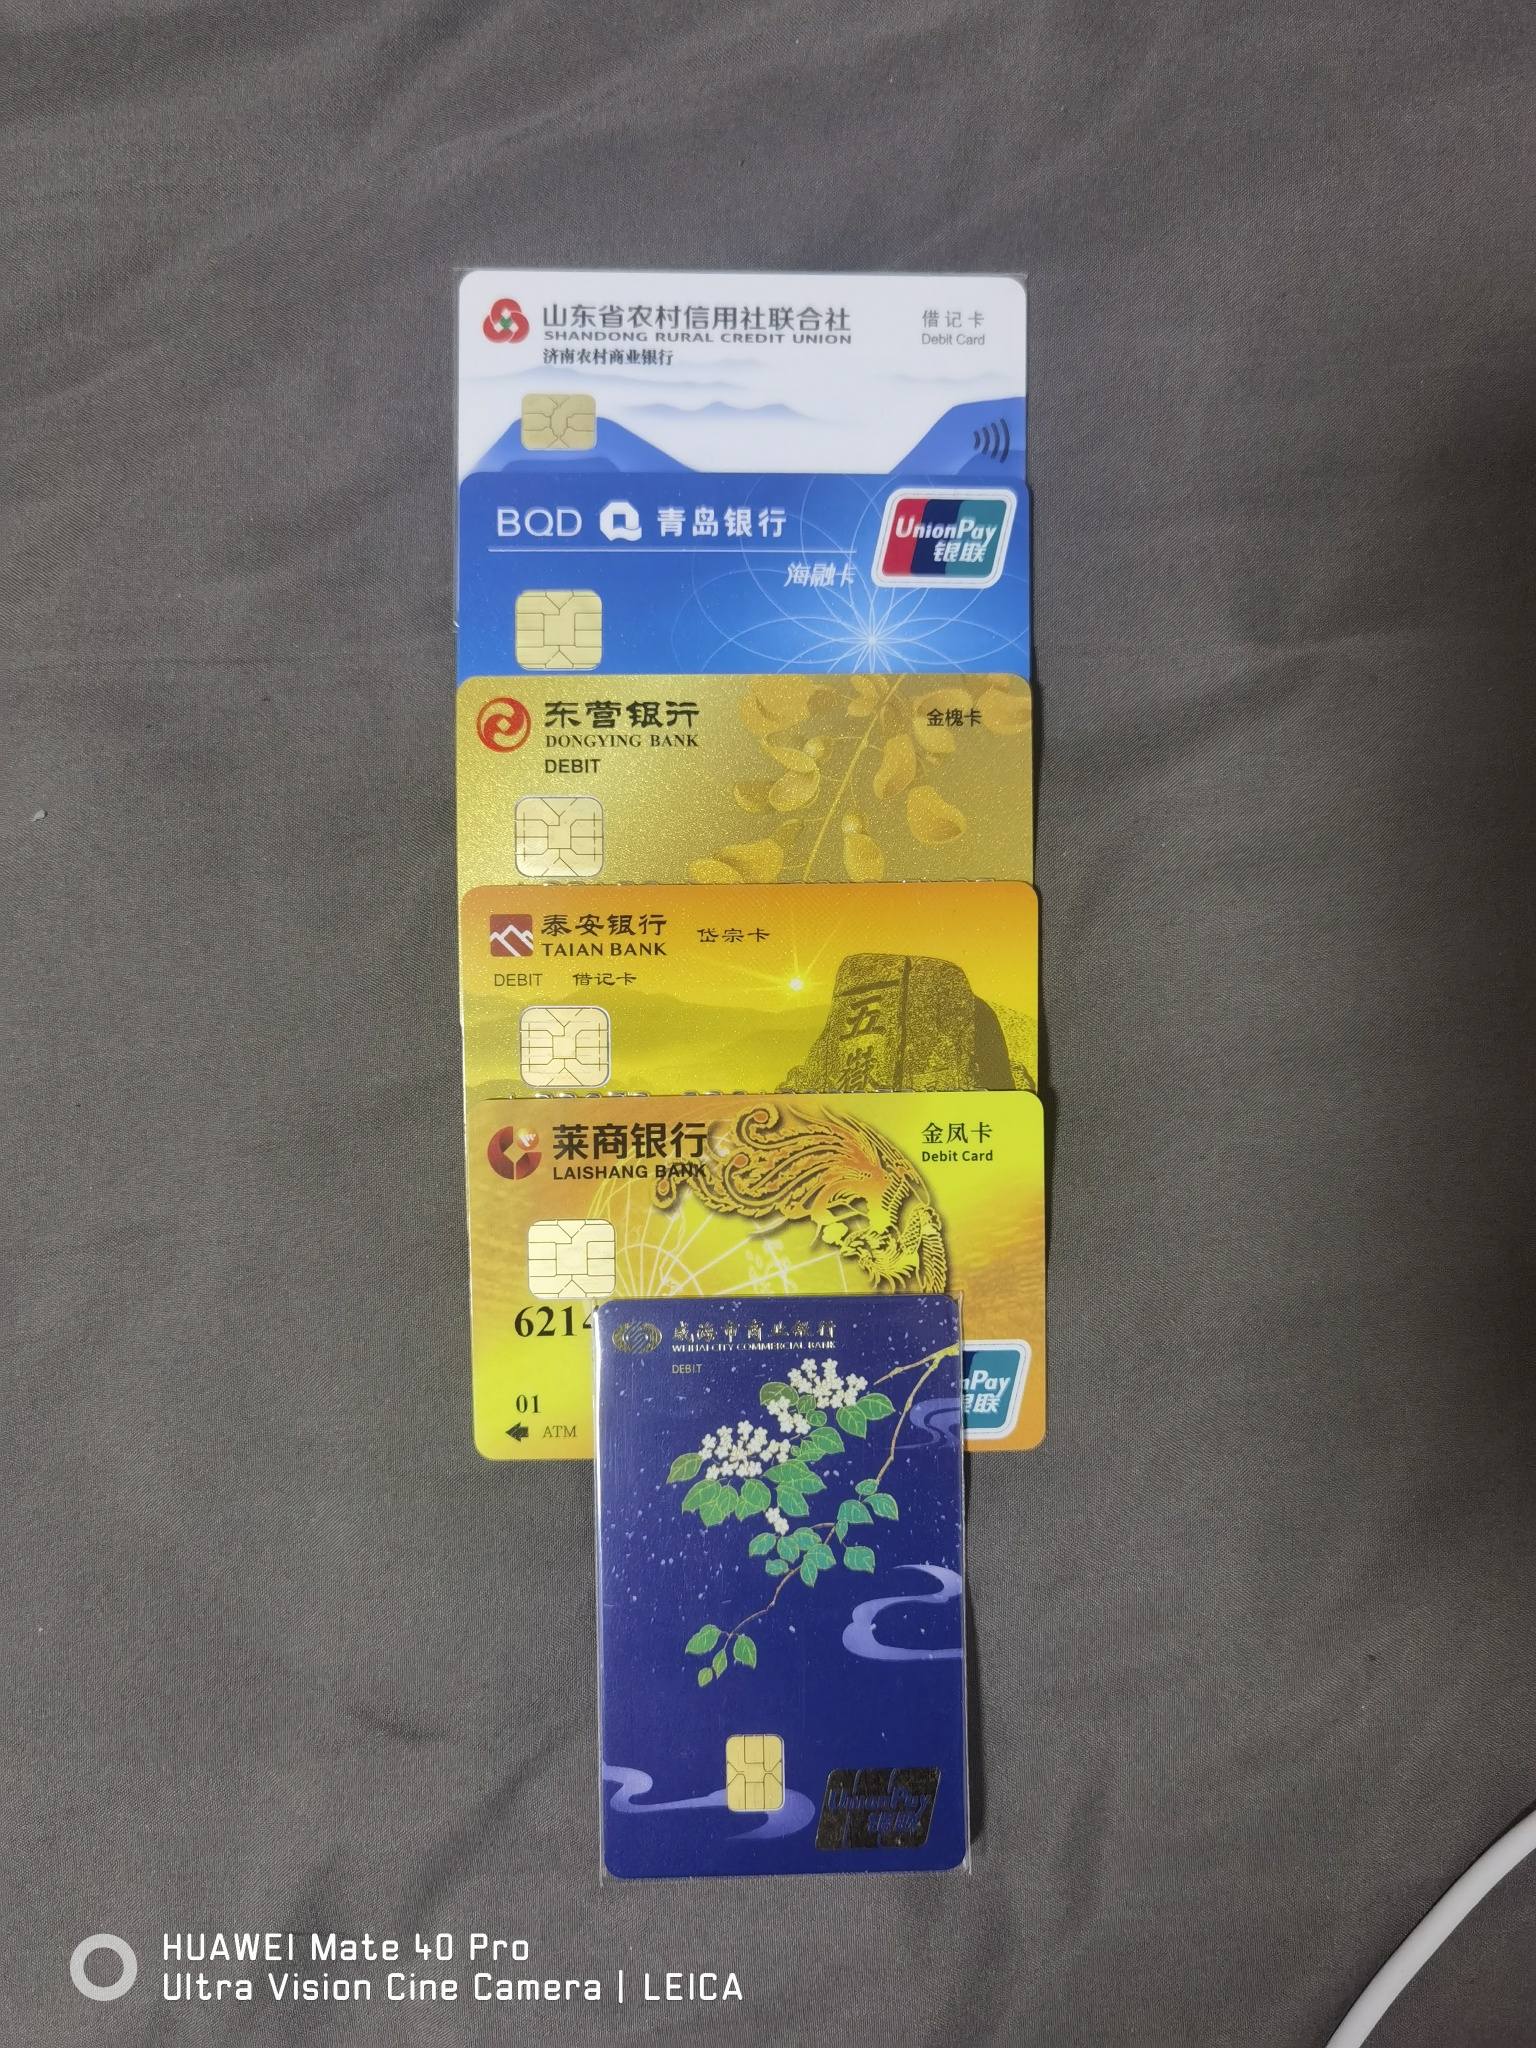 山东省农村信用社联合社
SHANDONG RURAL CREDIT UNION
济南农村商业银行
借记卡
Debit Card
BQD 青岛银行
海融卡
UnionPay
银联
东营银行
DONGYING BANK
DEBIT
金槐卡
泰安银行
TAIAN BANK
岱宗卡
DEBIT 借记卡
五
嶽
莱商银行
LAISHANG BANK
金凤卡
Debit Card
6214
01
ATM
nPay
联
威海市商业银行
WEIHAI CITY COMMERCIAL BANK
DEBIT
UnionPay
银联
HUAWEI Mate 40 Pro
Ultra Vision Cine Camera | LEICA